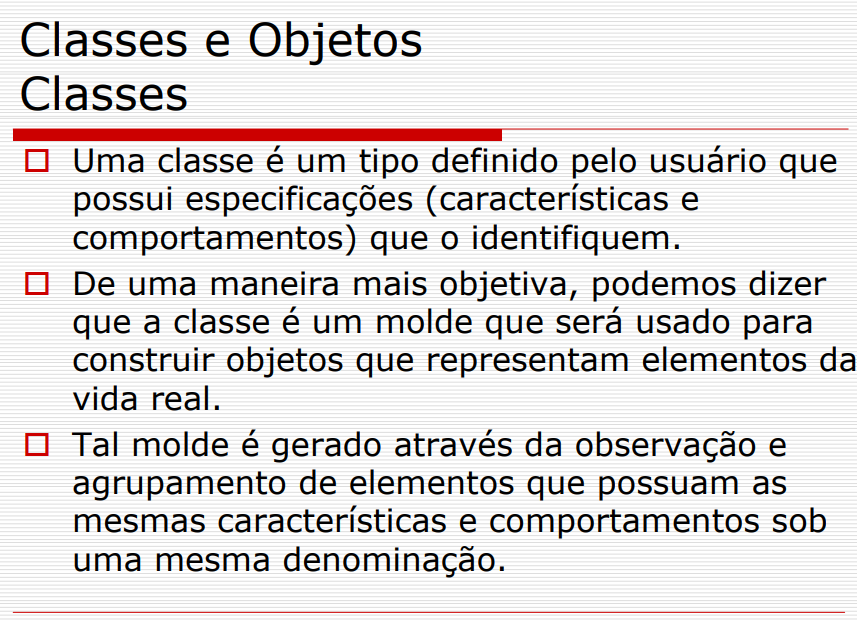 Classes e Objetos
Classes
Uma classe é um tipo definido pelo usuário que
possui especificações (características e
comportamentos) que o identifiquem.
De uma maneira mais objetiva, podemos dizer
que a classe é um molde que será usado para
construir objetos que representam elementos da
vida real.
Tal molde é gerado através da observação e
agrupamento de elementos que possuam as
mesmas características e comportamentos sob
uma mesma denominação.